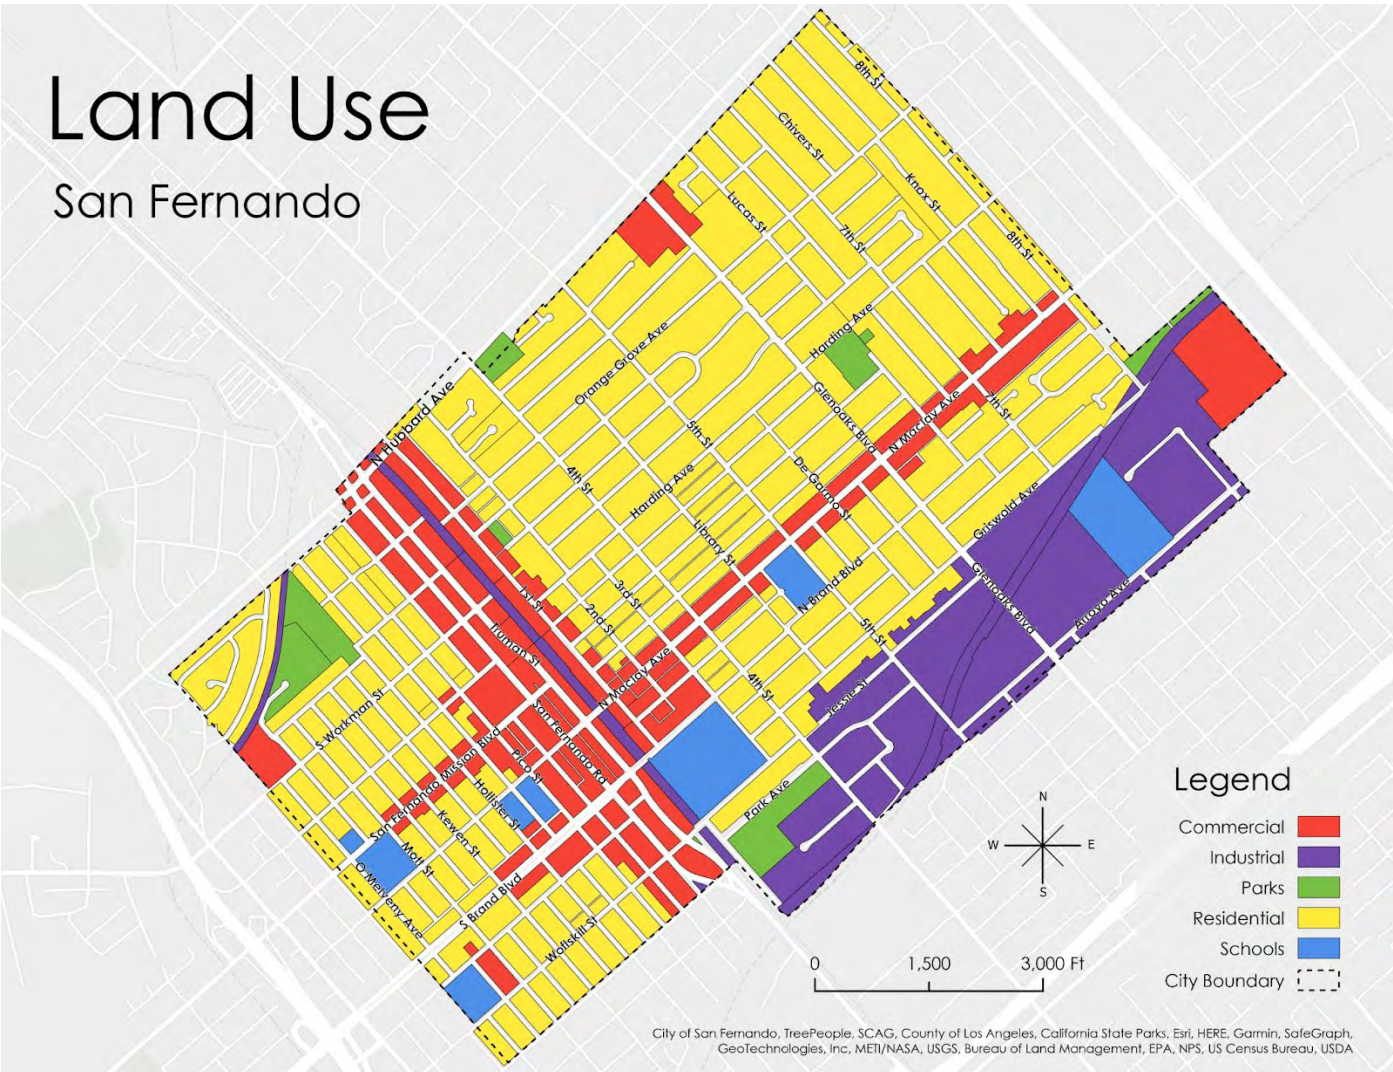 Land Use
San Fernando
8th St
Chivers St
Knox St
Lucas St
7th St
8th St
Harding Ave
Orange Grove Ave
N Hubbard Ave
Glenoaks Blvd
N Maclay Ave
7th St
5th St
4th St
Harding Ave
De Garmo St
Library St
Griswold Ave
N Brand Blvd
Glenoaks Blvd
Arroyo Ave
1st St
2nd St
3rd St
5th St
Truman St
N Maclay Ave
4th St
Jessie St
S Workman St
San Fernando Rd
San Fernando Mission Blvd
Pico St
Hollister St
Park Ave
Kewen St
Mott St
O Melveny Ave
S Brand Blvd
Wolfskill St
Legend
Commercial
Industrial
Parks
Residential
Schools
City Boundary
N
W E
S
0 1,500 3,000 Ft
City of San Fernando, TreePeople, SCAG, County of Los Angeles, California State Parks, Esri, HERE, Garmin, SafeGraph,
GeoTechnologies, Inc, METI/NASA, USGS, Bureau of Land Management, EPA, NPS, US Census Bureau, USDA